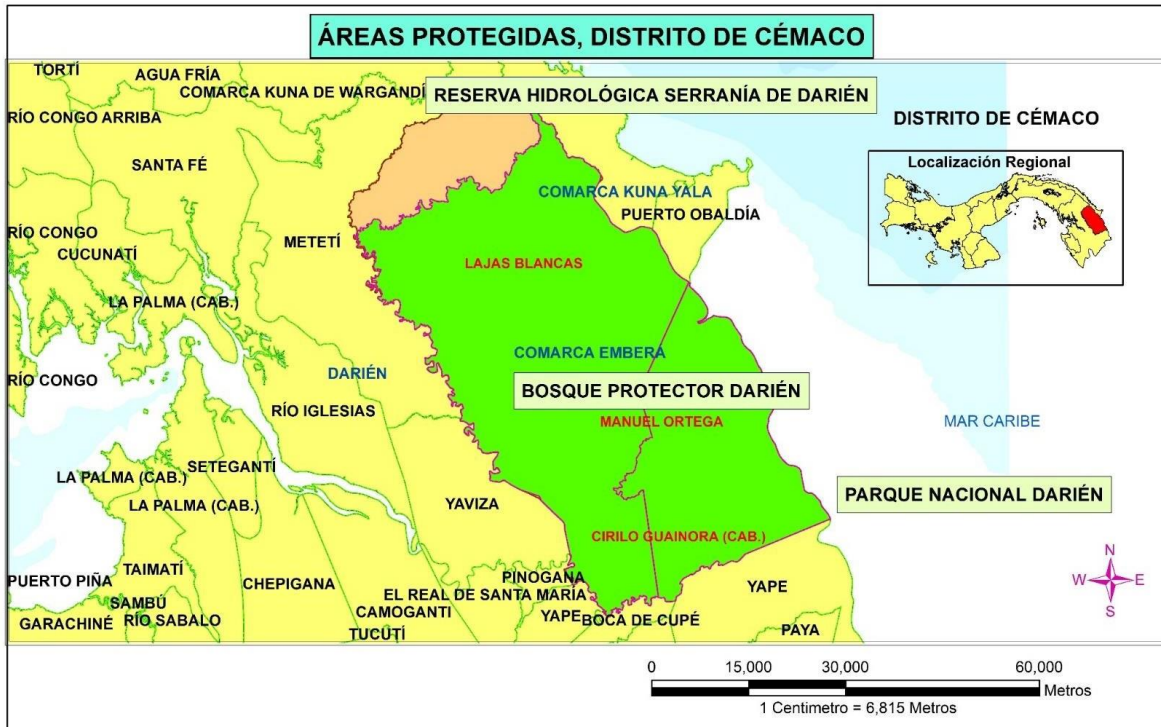 ÁREAS PROTEGIDAS, DISTRITO DE CÉMACO
TORTÍ
AGUA FRÍA
COMARCA KUNA DE WARGANDÍ
RESERVA HIDROLÓGICA SERRANÍA DE DARIÉN
RÍO CONGO ARRIBA
DISTRITO DE CÉMACO
SANTA FÉ
Localización Regional
COMARCA KUNA YALA
PUERTO OBALDÍA
RÍO CONGO
METETÍ
CUCUNATÍ
LAJAS BLANCAS
LA PALMA (CAB.)
COMARCA EMBERA
RÍO CONGO
DARIÉN
BOSQUE PROTECTOR DARIÉN
RÍO IGLESIAS
MANUEL ORTEGA
MAR CARIBE
SETEGANTÍ
LA PALMA (CAB.)
PARQUE NACIONAL DARIÉN
LA PALMA (CAB.)
YAVIZA
CIRILO GUAINORA (CAB.)
N
TAIMATÍ
PUERTO PIÑA
CHEPIGANA
PINOGANA
W
E
YAPE
EL REAL DE SANTA MARÍA
SAMBÚ
CAMOGANTI
S
GARACHINÉ
RÍO SABALO
YAPE
BOCA DE CUPÉ
TUCUTÍ
PAYA
0 15,000 30,000 60,000
Metros
1 Centimetro = 6,815 Metros